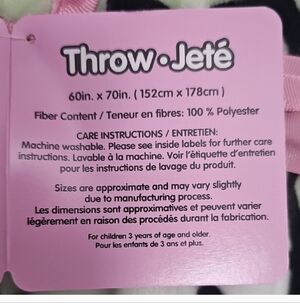 Throw•Jeté
60in. x 70in. (152cm x 178cm)
Fiber Content / Teneur en fibres: 100 % Polyester
CARE INSTRUCTIONS / ENTRETIEN:
Machine washable. Please see inside labels for further care
instructions. Lavable à la machine. Voir l'étiquette d'entretien
pour les instructions de lavage du produit.
Sizes are approximate and may vary slightly
due to manufacturing process.
Les dimensions sont approximatives et peuvent varier
légèrement en raison des procédés durant la fabrication.
For children 3 years of age and older.
Pour les enfants de 3 ans et plus.